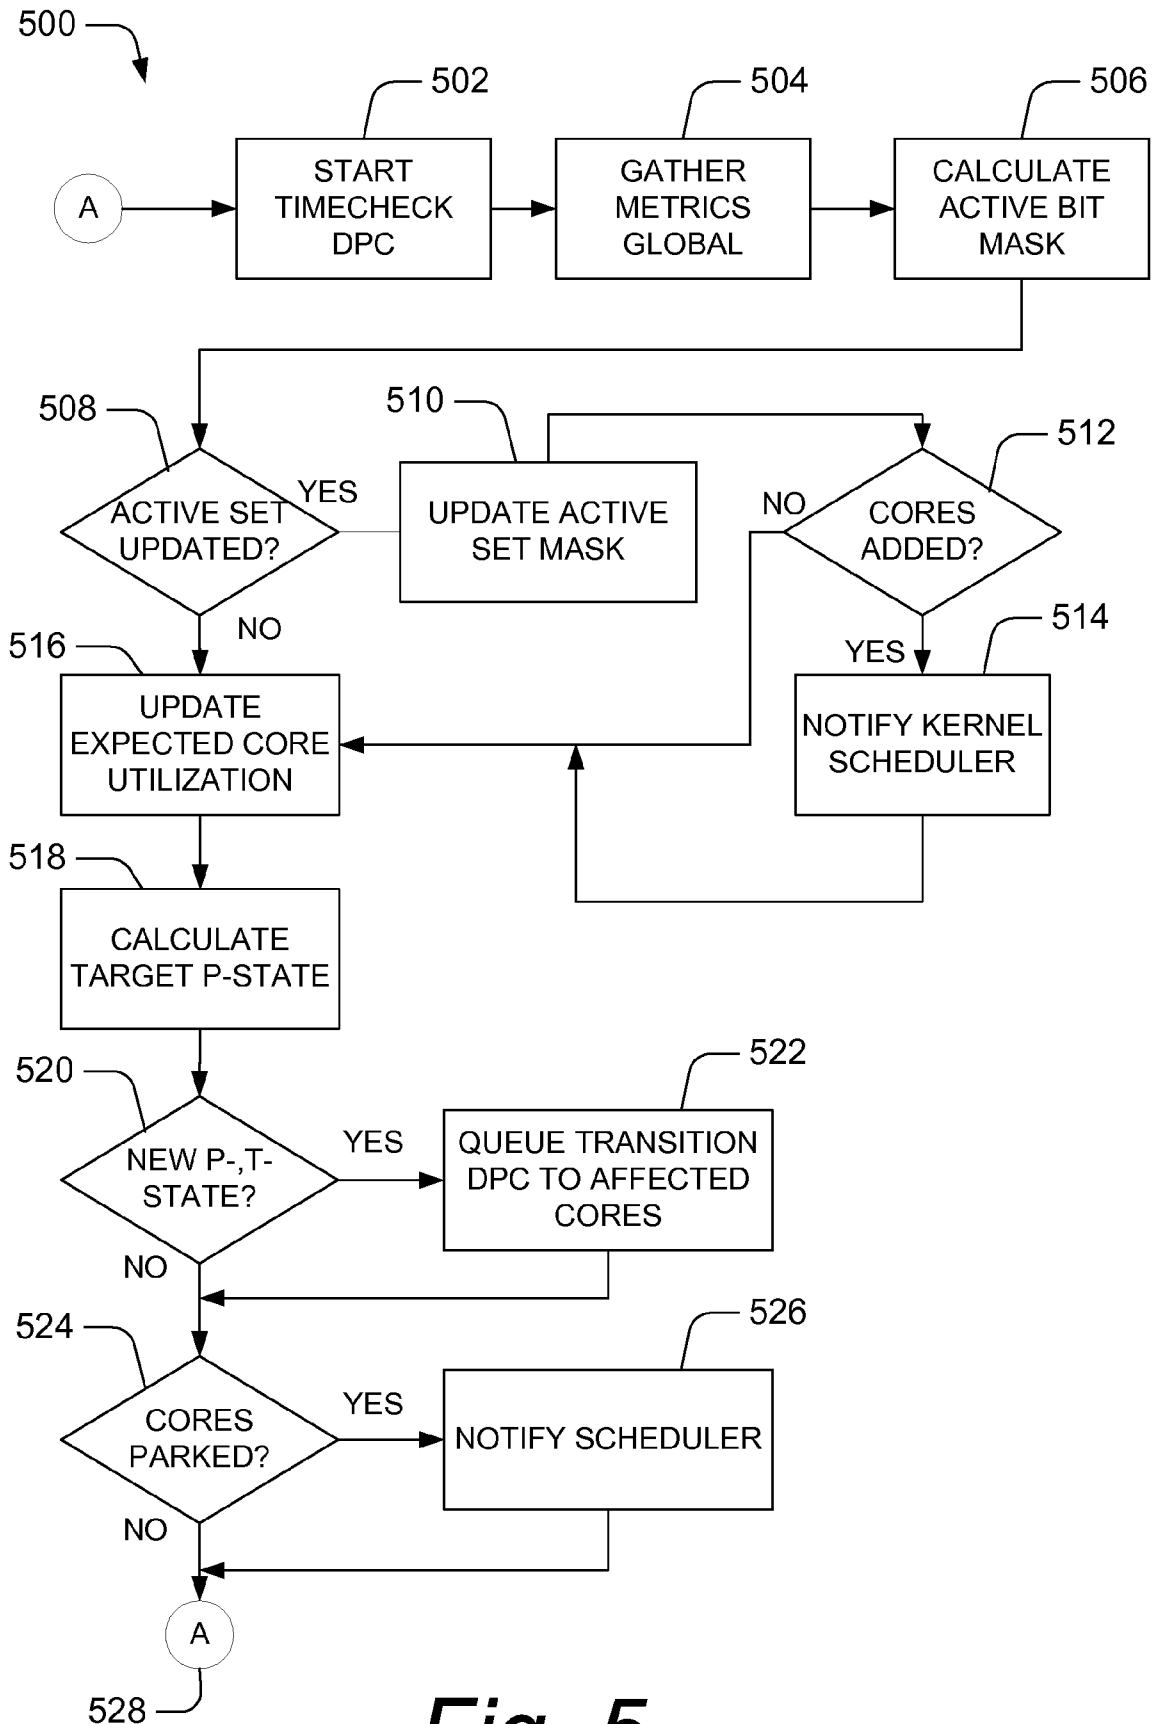 500
502
504
506
A
START
TIMECHECK
DPC
GATHER
METRICS
GLOBAL
CALCULATE
ACTIVE BIT
MASK
508
510
512
ACTIVE SET
UPDATED?
YES
UPDATE ACTIVE
SET MASK
NO
CORES
ADDED?
NO
YES
514
516
UPDATE
EXPECTED CORE
UTILIZATION
NOTIFY KERNEL
SCHEDULER
518
CALCULATE
TARGET P-STATE
520
522
NEW P-,T-
STATE?
YES
QUEUE TRANSITION
DPC TO AFFECTED
CORES
NO
524
526
CORES
PARKED?
YES
NOTIFY SCHEDULER
NO
A
528
Fig. 5